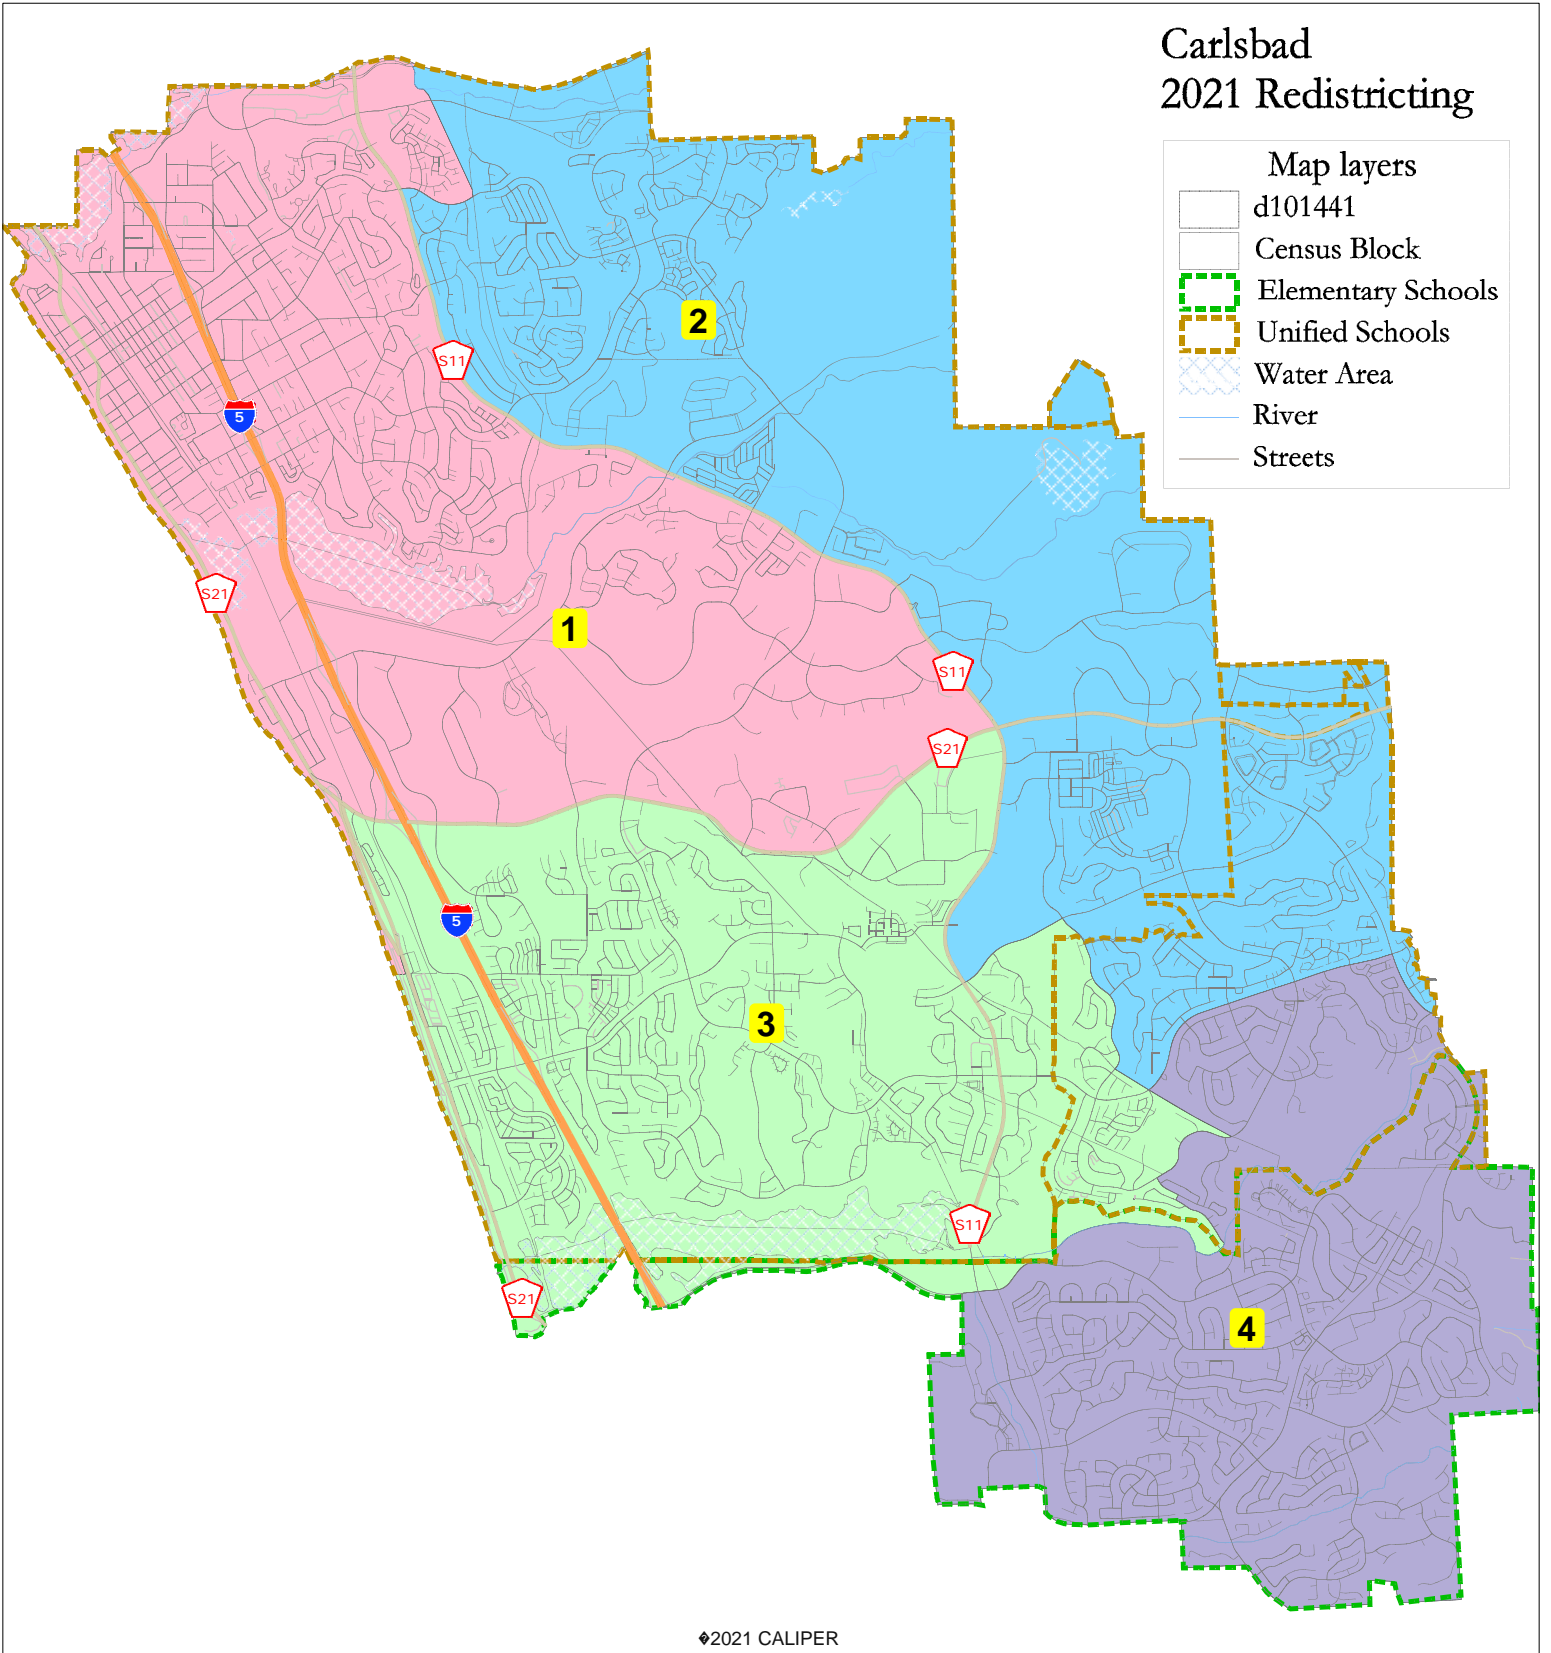 Carlsbad
2021 Redistricting
Map layers
d101441
Census Block
Elementary Schools
Unified Schools
Water Area
River
Streets
2
S11
5
S21
1
S11
S21
5
3
S11
S21
4
�2021 CALIPER